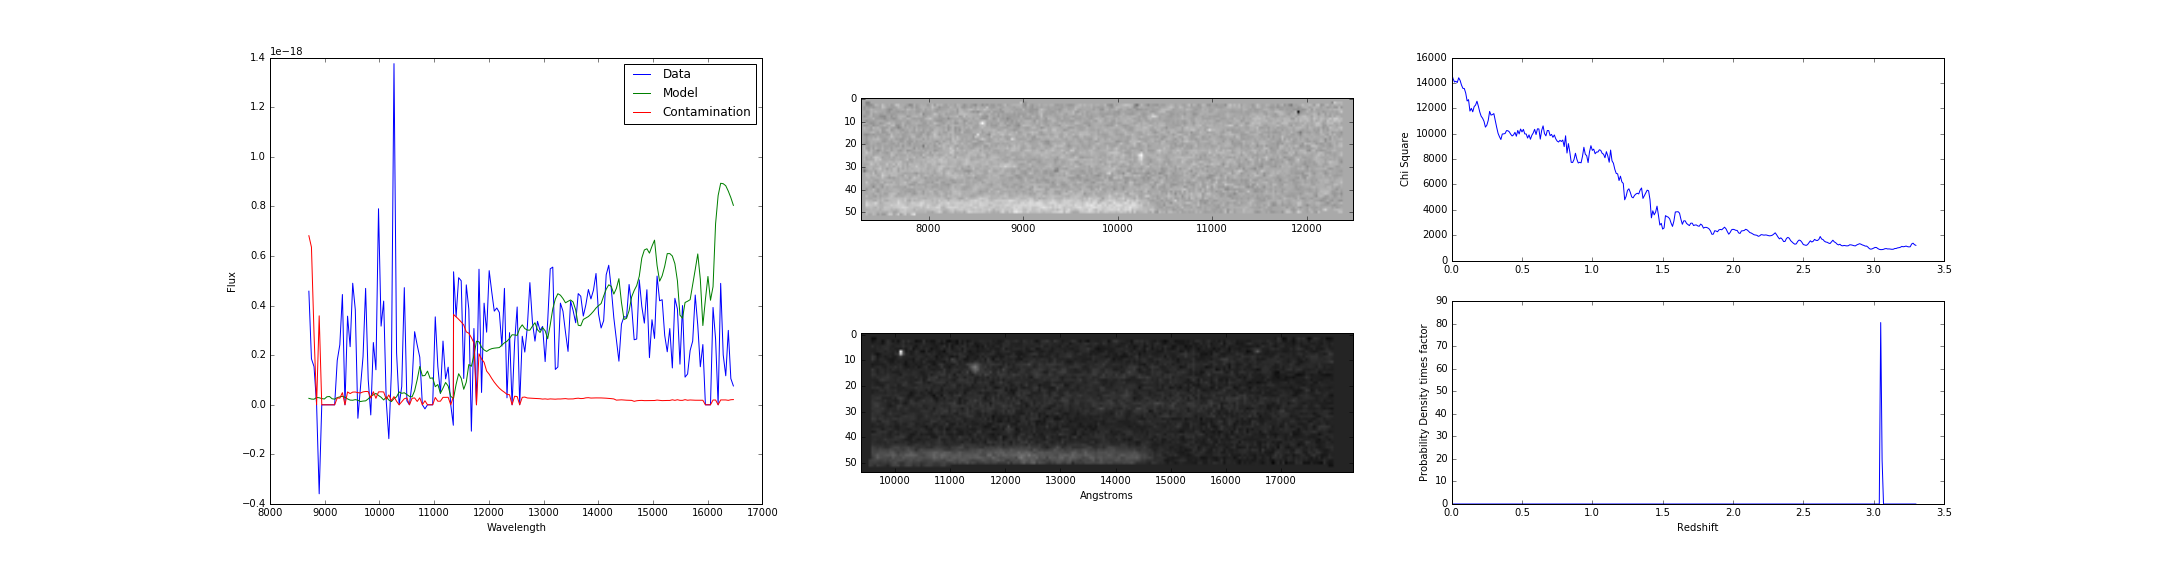 1e−18
1.4
1.2
1.0
0.8
0.6
0.4
0.2
0.0
−0.2
−0.4
Flux
8000 9000 10000 11000 12000 13000 14000 15000 16000 17000
Wavelength
Data
Model
Contamination
0
10
20
30
40
50
8000 9000 10000 11000 12000
0
10
20
30
40
50
10000 11000 12000 13000 14000 15000 16000 17000
Angstroms
16000
14000
12000
10000
8000
6000
4000
2000
0
Chi Square
0.0 0.5 1.0 1.5 2.0 2.5 3.0 3.5
90
80
70
60
50
40
30
20
10
0
Probability Density times factor
0.0 0.5 1.0 1.5 2.0 2.5 3.0 3.5
Redshift